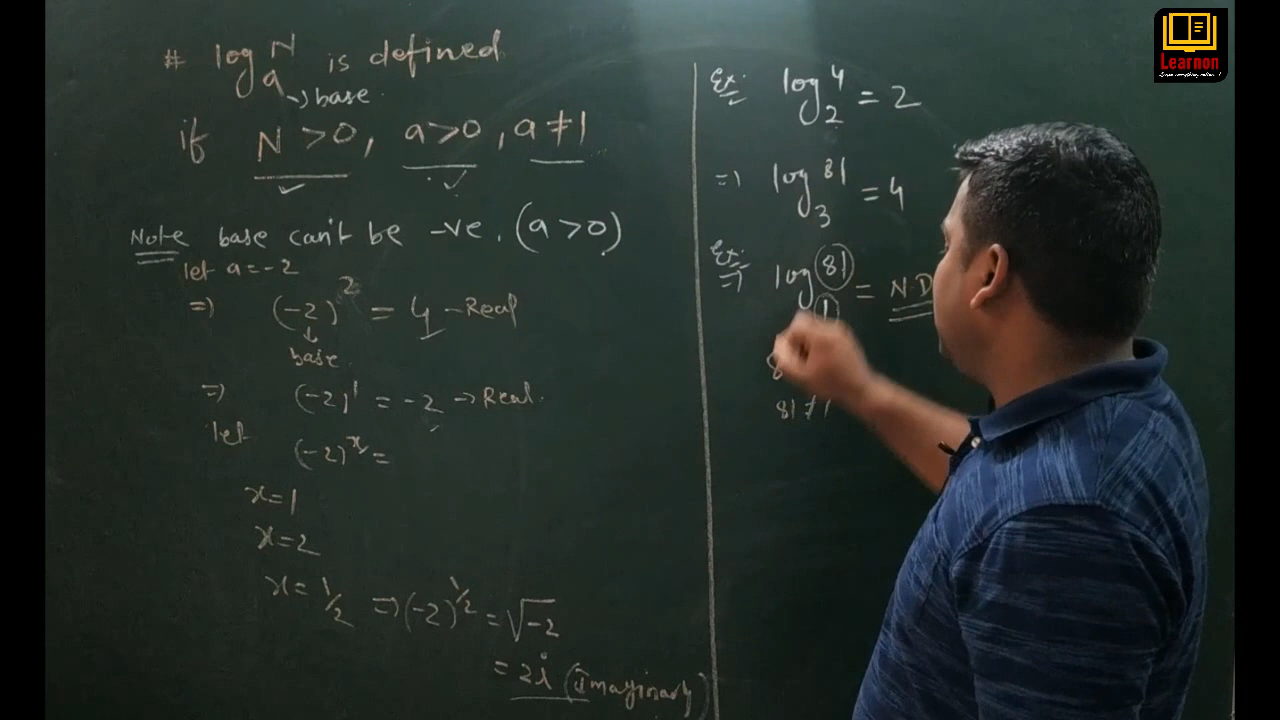 # log_a N is defined
→ base
if N > 0, a > 0, a ≠ 1
Note base can't be -ve. (a > 0)
let a = -2
⇒ (-2)^2 = 4 - Real
base
⇒ (-2)^1 = -2 → Real.
let
(-2)^x =
x = 1
x = 2
x = 1/2 ⇒ (-2)^1/2 = √-2
= 2i (Imaginary)
Ex: log_2 4 = 2
⇒ log_3 81 = 4
Ex:
⇒ log_1 81 = N.D
8
81 ≠ 1
Learnon